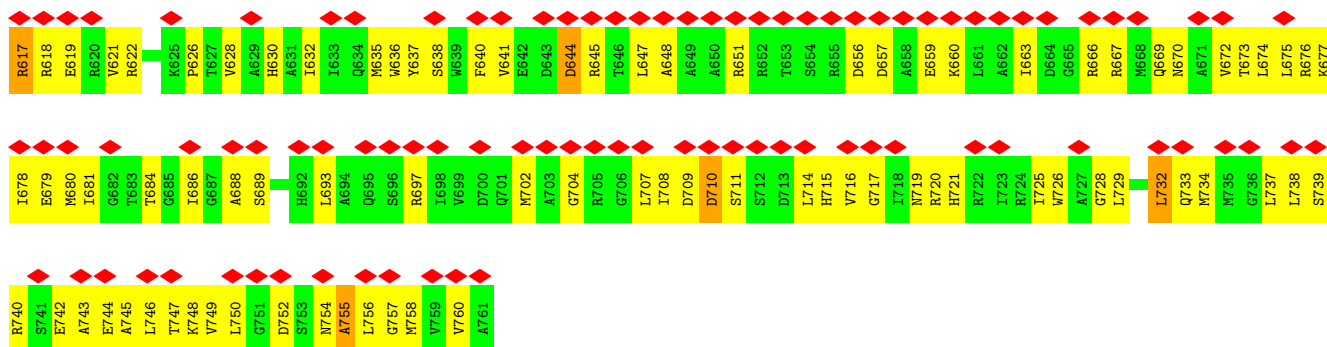 R617 R618 E619 R620 V621 R622 K625 P626 T627 V628 A629 H630 A631 I632 I633 Q634 M635 W636 Y637 S638 W639 F640 V641 E642 D643 D644 R645 T646 L647 A648 A649 A650 R651 R652 T653 S654 R655 D656 D657 A658 E659 K660 L661 A662 I663 D664 G665 R666 R667 M668 Q669 N670 A671 V672 T673 L674 L675 R676 K677
I678 E679 M680 I681 G682 T683 T684 G685 I686 G687 A688 S689 H692 L693 A694 Q695 S696 R697 I698 V699 D700 Q701 M702 A703 G704 R705 G706 L707 I708 D709 D710 S711 S712 D713 L714 H715 V716 G717 I718 N719 R720 H721 R722 I723 R724 I725 W726 A727 G728 L729 L732 Q733 M734 M735 G736 L737 L738 S739
R740 S741 E742 A743 E744 A745 L746 T747 K748 V749 L750 G751 D752 S753 N754 A755 L756 G757 M758 V759 V760 A761